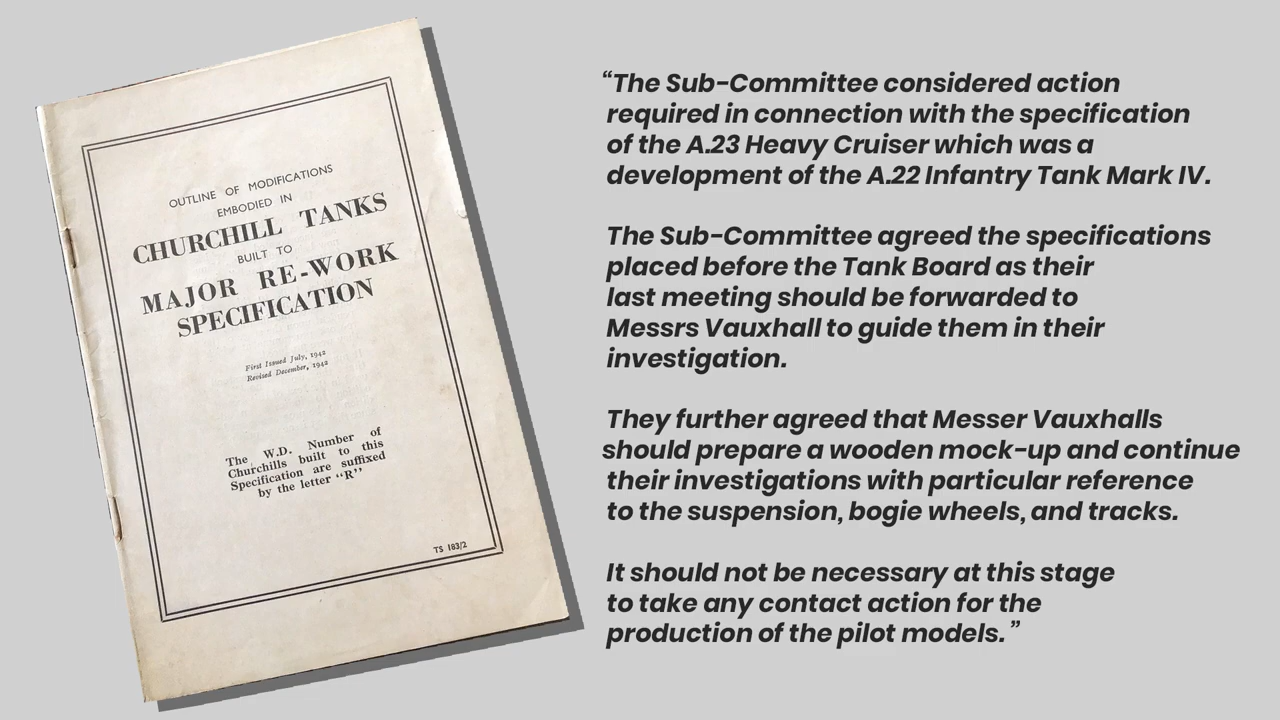 OUTLINE OF MODIFICATIONS
EMBODIED IN
CHURCHILL TANKS
BUILT TO
MAJOR RE-WORK
SPECIFICATION
First Issued July, 1942
Revised December, 1942
The W.D. Number of
Churchills built to this
Specification are suffixed
by the letter “R”
TS 183/2
“The Sub-Committee considered action
required in connection with the specification
of the A.23 Heavy Cruiser which was a
development of the A.22 Infantry Tank Mark IV.
The Sub-Committee agreed the specifications
placed before the Tank Board as their
last meeting should be forwarded to
Messrs Vauxhall to guide them in their
investigation.
They further agreed that Messer Vauxhalls
should prepare a wooden mock-up and continue
their investigations with particular reference
to the suspension, bogie wheels, and tracks.
It should not be necessary at this stage
to take any contact action for the
production of the pilot models.”